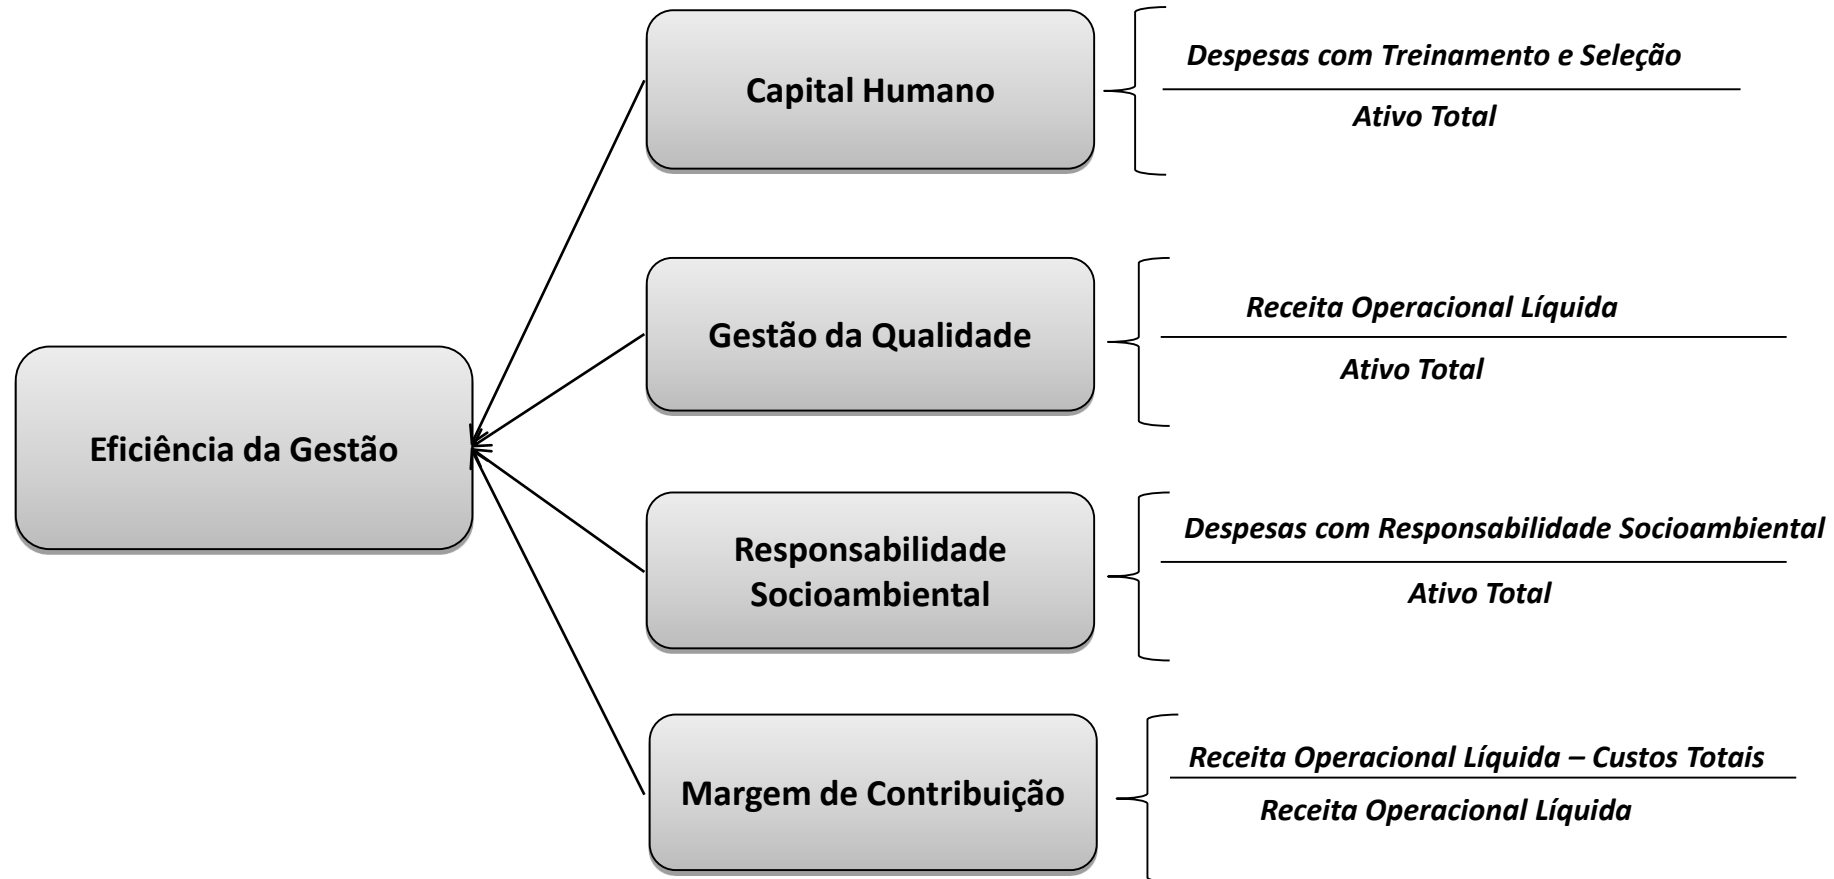 Capital Humano
Despesas com Treinamento e Seleção
Ativo Total
Gestão da Qualidade
Receita Operacional Líquida
Ativo Total
Eficiência da Gestão
Responsabilidade
Socioambiental
Despesas com Responsabilidade Socioambiental
Ativo Total
Margem de Contribuição
Receita Operacional Líquida – Custos Totais
Receita Operacional Líquida